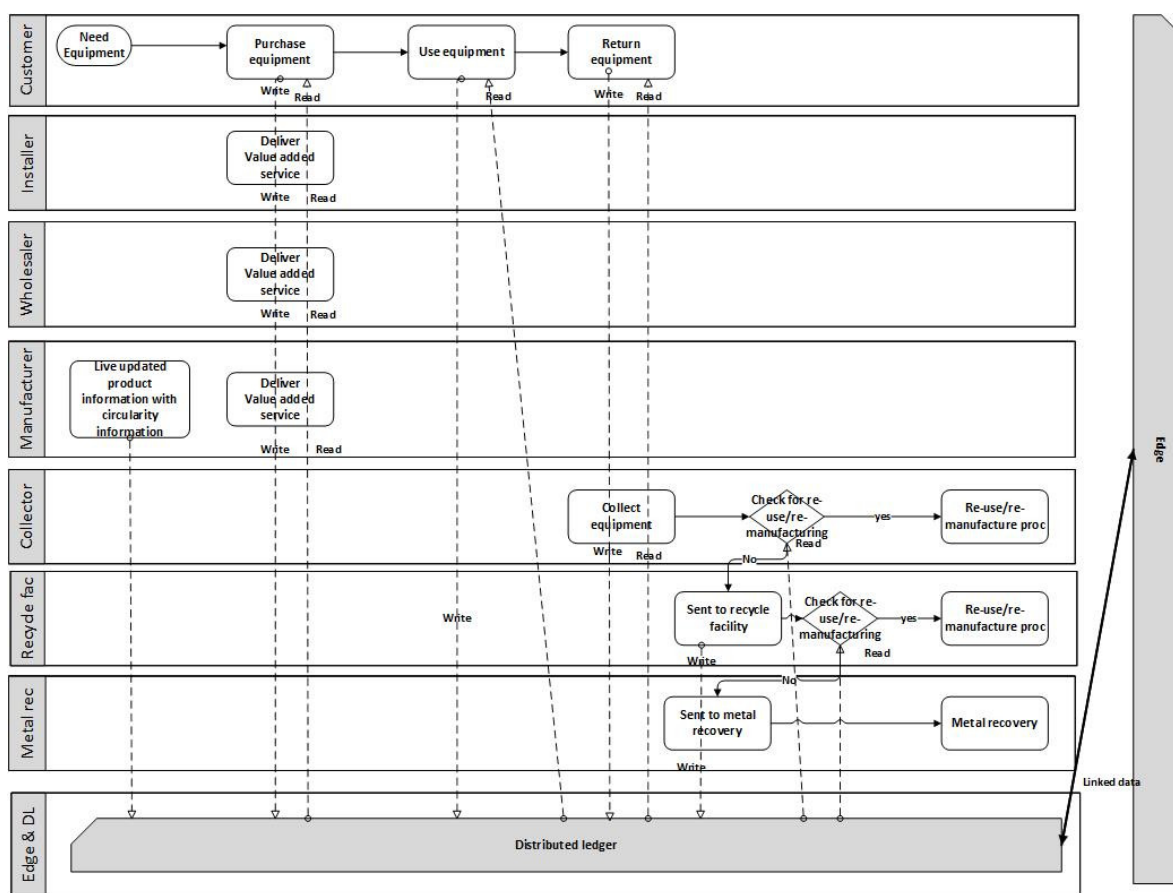 Customer
Need
Equipment
Purchase
equipment
Use equipment
Return
equipment
Write
Read
Write
Read
Write
Read
Installer
Deliver
Value added
service
Write
Read
Wholesaler
Deliver
Value added
service
Write
Read
Manufacturer
Live updated
product
information with
circularity
information
Deliver
Value added
service
Write
Read
Edge
Collector
Collect
equipment
Write
Read
Check for re-
use/re-
manufacturing
Read
yes
Re-use/re-
manufacture proc
No
Recycle fac
Write
Sent to recycle
facility
Write
Check for re-
use/re-
manufacturing
Read
yes
Re-use/re-
manufacture proc
No
Metal rec
Sent to metal
recovery
Write
Metal recovery
Linked data
Edge & DL
Distributed ledger